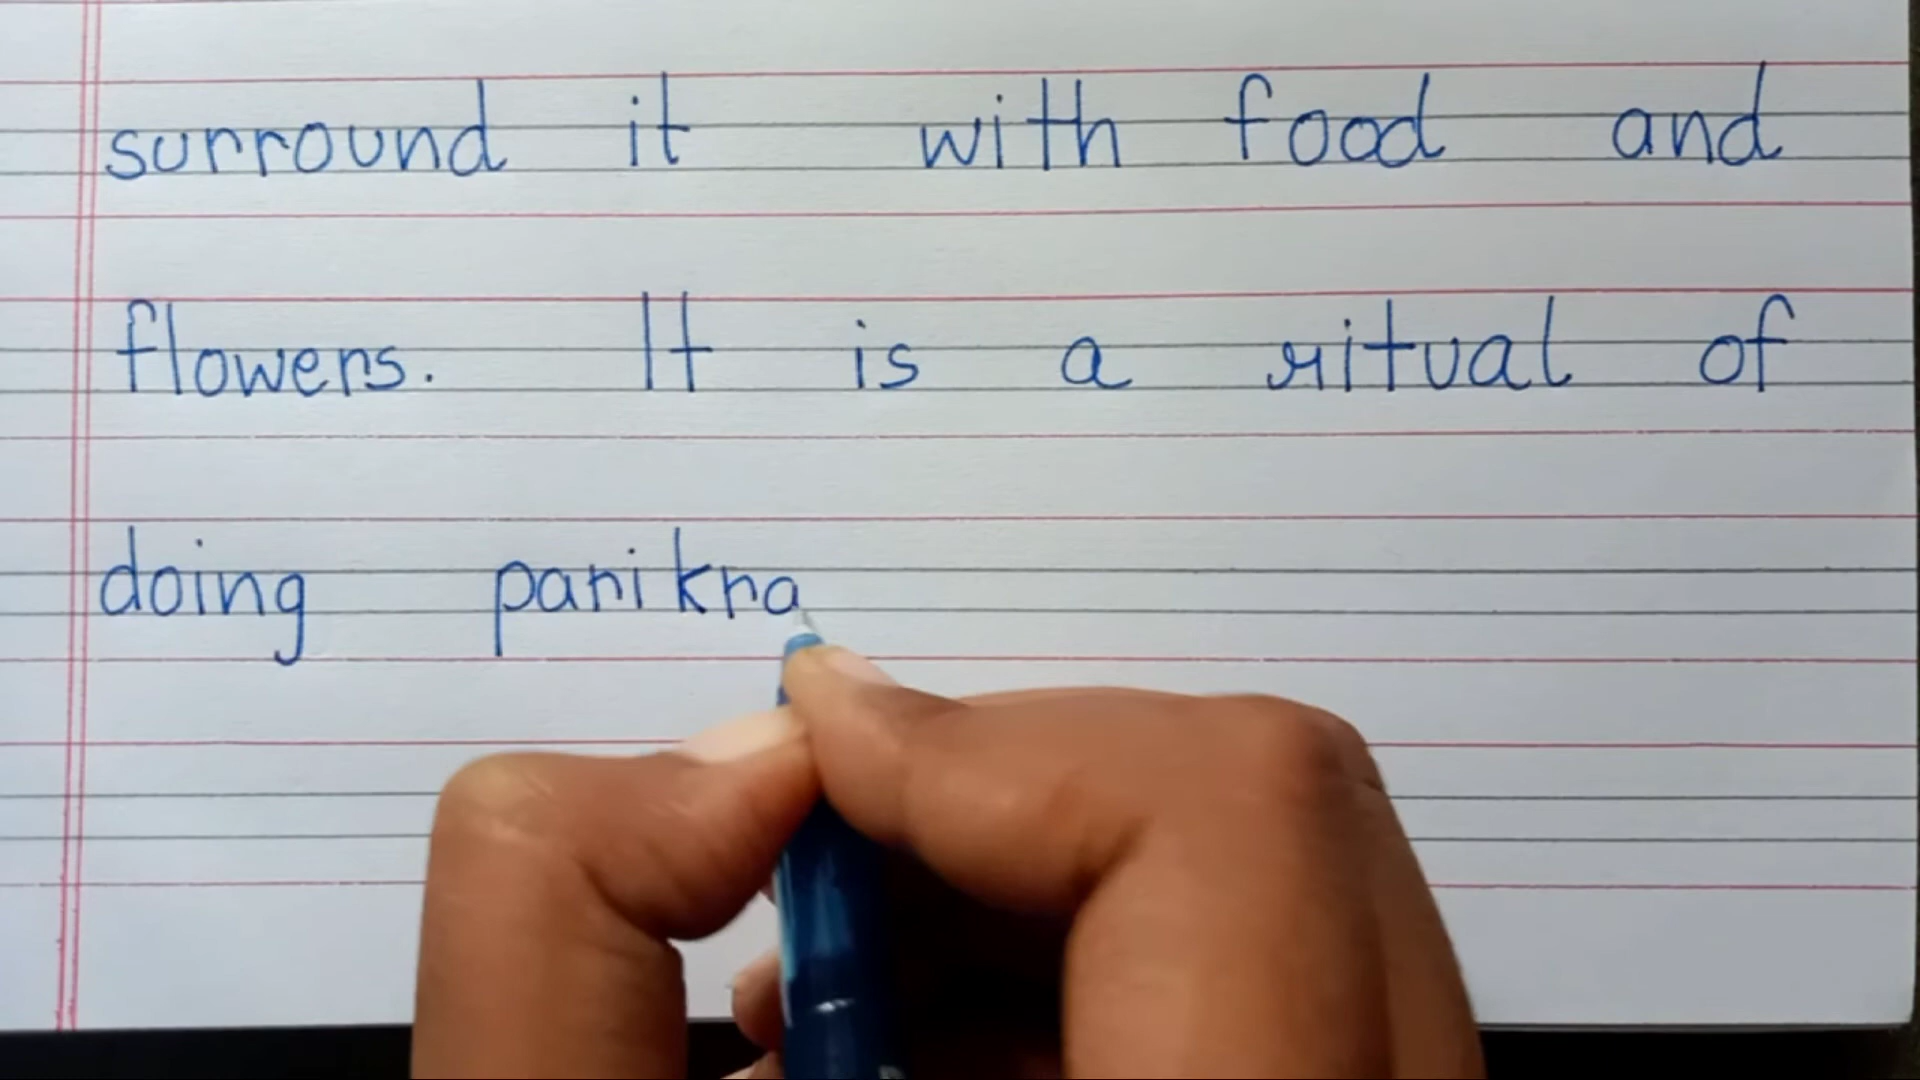 surround it with food and
flowers. It is a ritual of
doing parikra